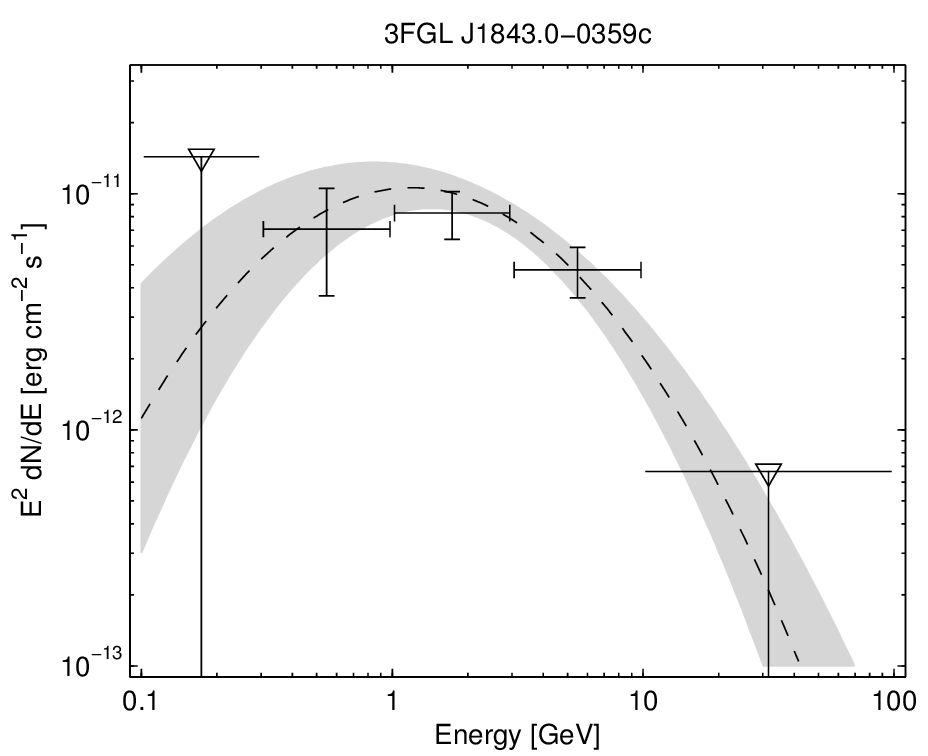 3FGL J1843.0−0359c
10⁻¹¹
10⁻¹²
10⁻¹³
E² dN/dE [erg cm⁻² s⁻¹]
0.1 1 10 100
Energy [GeV]